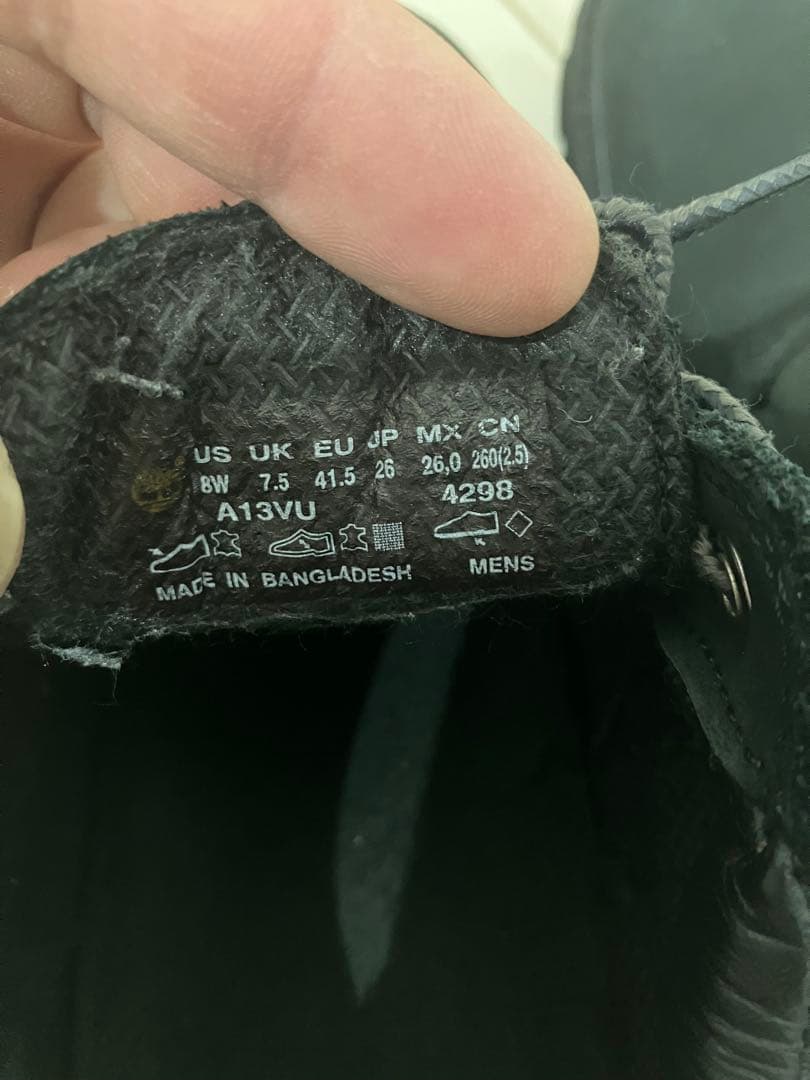 US UK EU JP MX CN
8W 7.5 41.5 26 26,0 260(2.5)
A13VU 4298
MADE IN BANGLADESH MENS